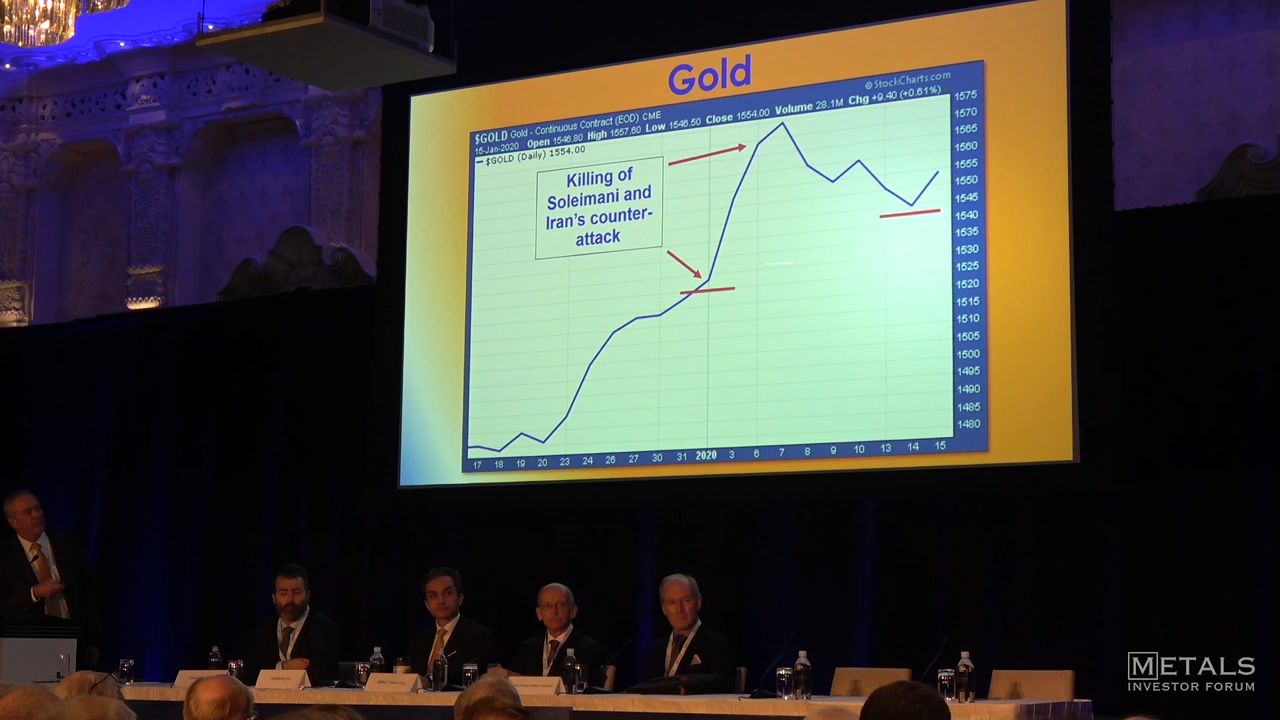 Gold
© StockCharts.com
$GOLD Gold - Continuous Contract (EOD) CME
15-Jan-2020 Open 1546.80 High 1557.60 Low 1546.50 Close 1554.00 Volume 28.1M Chg +9.40 (+0.61%)
$GOLD (Daily) 1554.00
Killing of
Soleimani and
Iran's counter-
attack
1575
1570
1565
1560
1555
1550
1545
1540
1535
1530
1525
1520
1515
1510
1505
1500
1495
1490
1485
1480
17 18 19 20 23 24 26 27 30 31 2020 3 6 7 8 9 10 13 14 15
METALS
INVESTOR FORUM